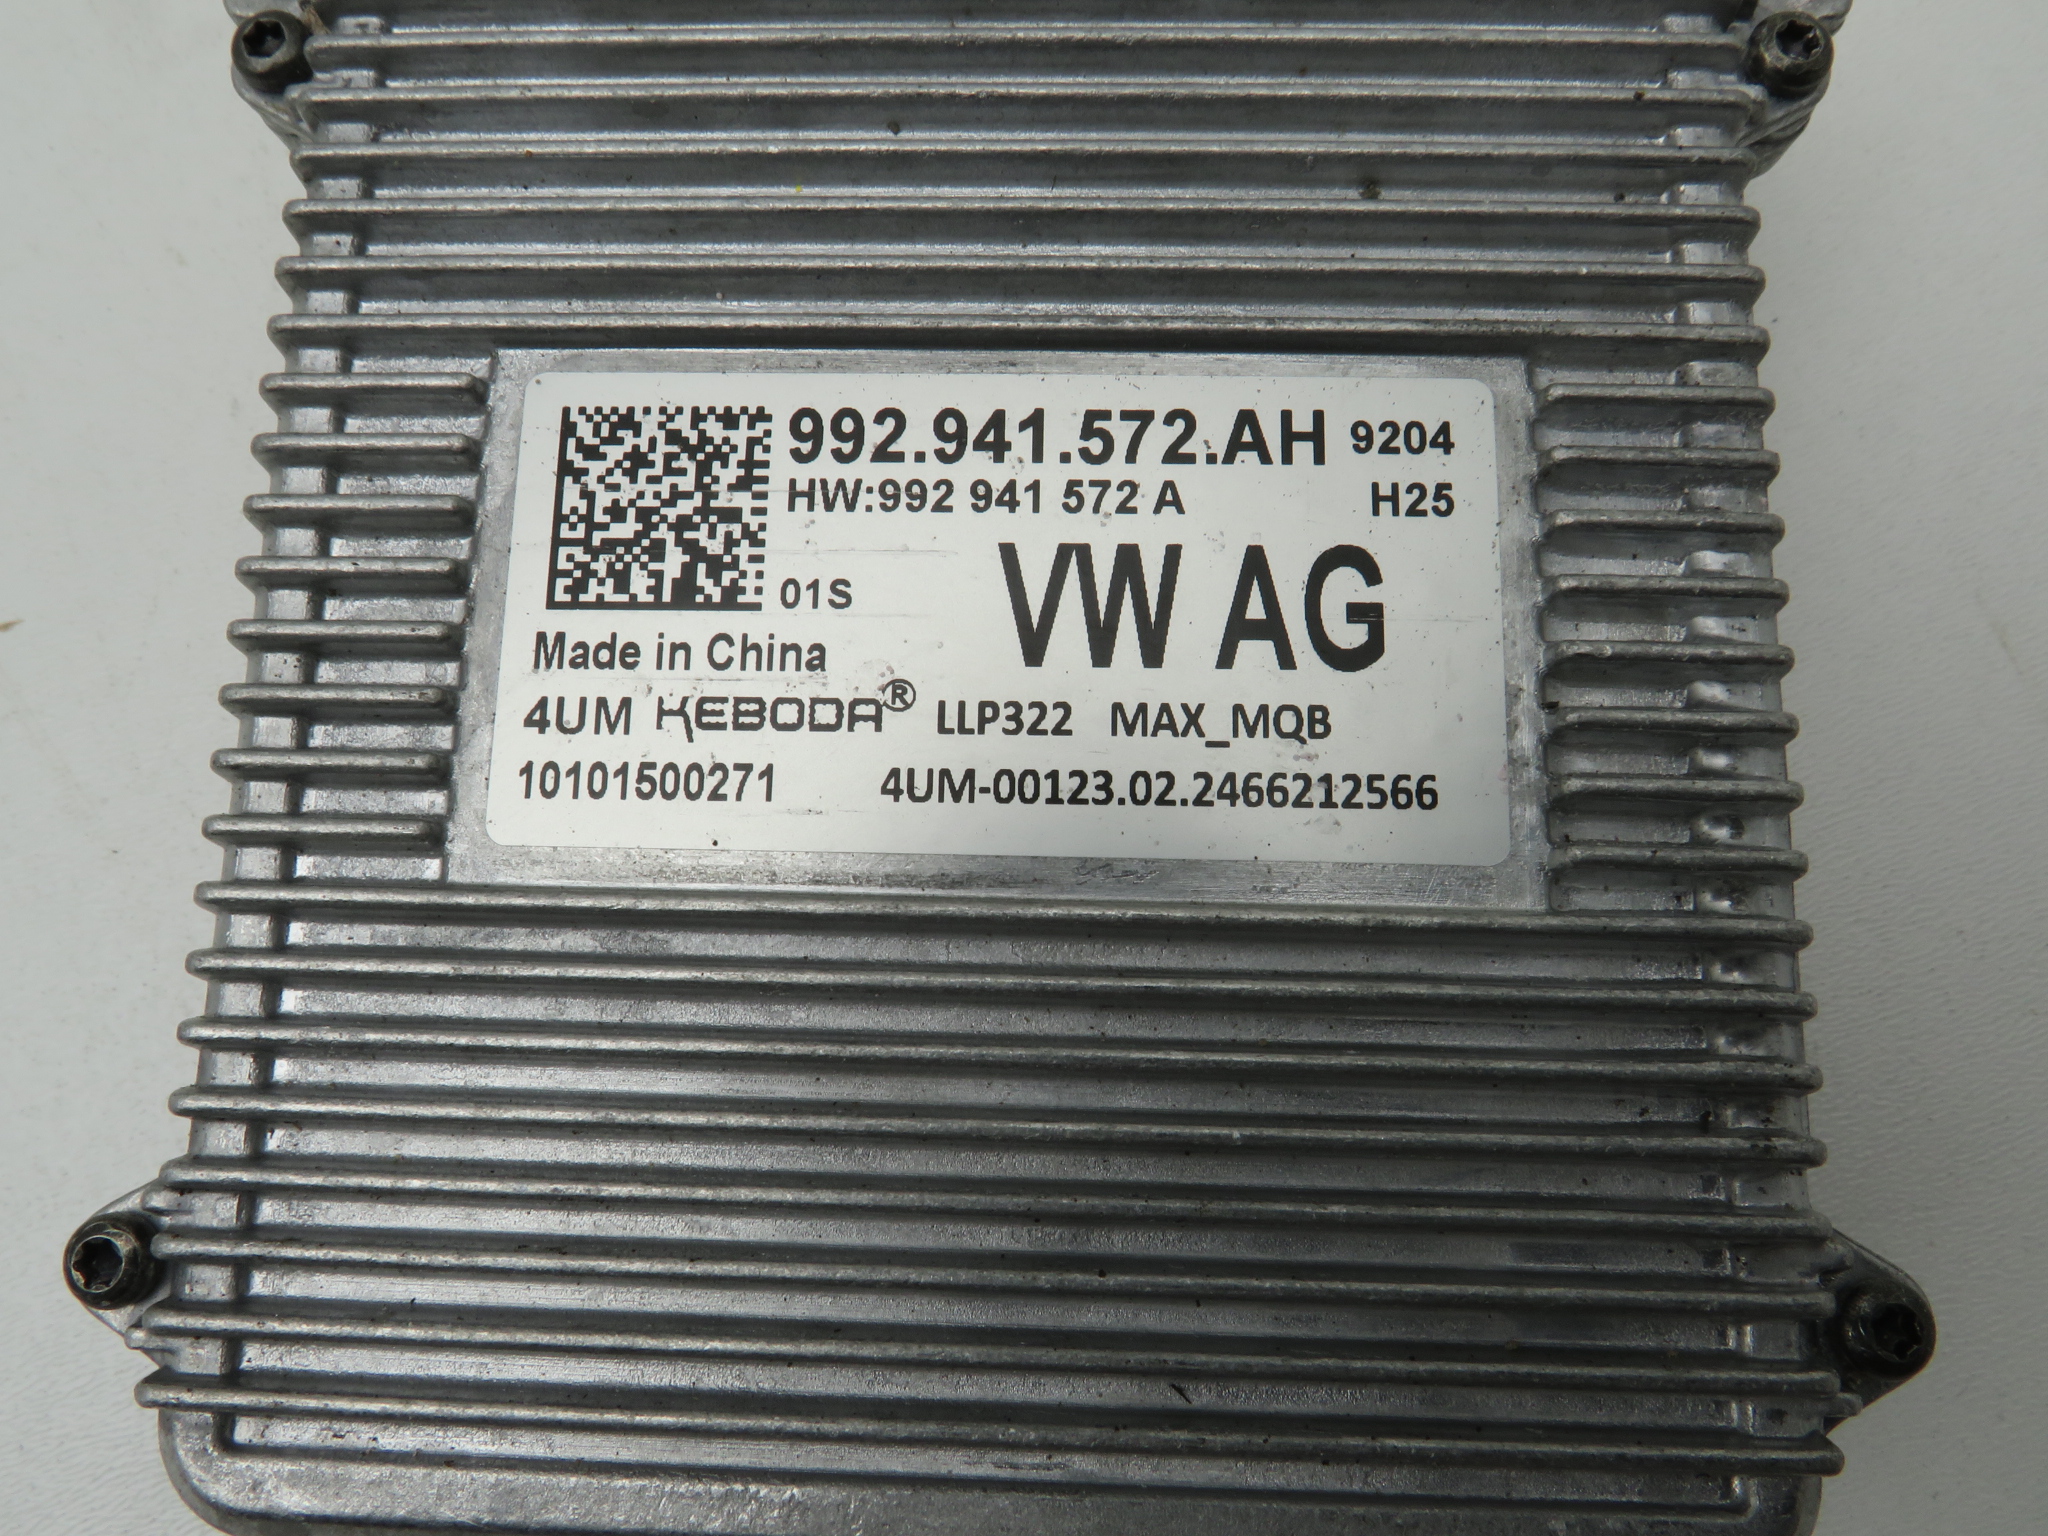 992.941.572.AH 9204
HW:992 941 572 A H25
VW AG
01S
Made in China
4UM KEBODA® LLP322 MAX_MQB
10101500271 4UM-00123.02.2466212566